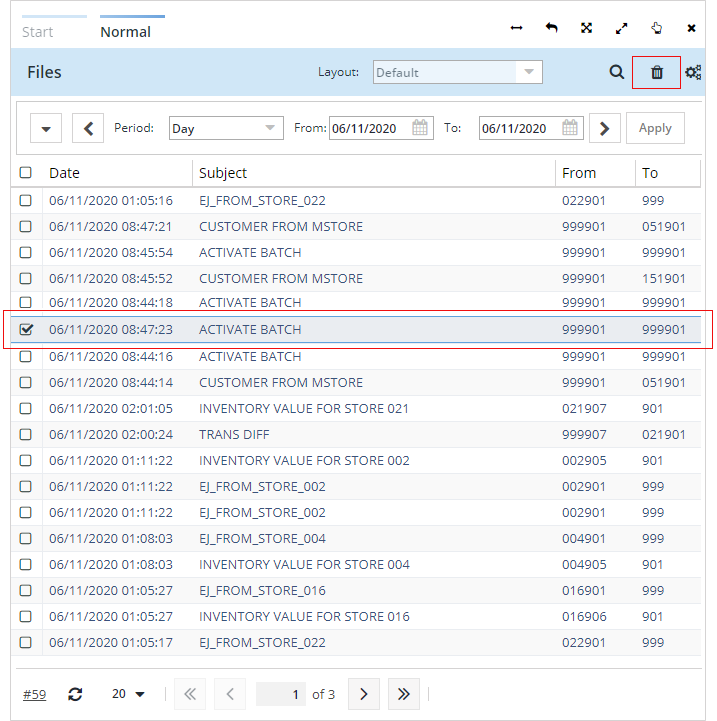 Start Normal
Files Layout: Default
Period: Day From: 06/11/2020 To: 06/11/2020 Apply
Date Subject From To
06/11/2020 01:05:16 EJ_FROM_STORE_022 022901 999
06/11/2020 08:47:21 CUSTOMER FROM MSTORE 999901 051901
06/11/2020 08:45:54 ACTIVATE BATCH 999901 999901
06/11/2020 08:45:52 CUSTOMER FROM MSTORE 999901 151901
06/11/2020 08:44:18 ACTIVATE BATCH 999901 999901
06/11/2020 08:47:23 ACTIVATE BATCH 999901 999901
06/11/2020 08:44:16 ACTIVATE BATCH 999901 999901
06/11/2020 08:44:14 CUSTOMER FROM MSTORE 999901 051901
06/11/2020 02:01:05 INVENTORY VALUE FOR STORE 021 021907 901
06/11/2020 02:00:24 TRANS DIFF 999907 021901
06/11/2020 01:11:22 INVENTORY VALUE FOR STORE 002 002905 901
06/11/2020 01:11:22 EJ_FROM_STORE_002 002901 999
06/11/2020 01:11:22 EJ_FROM_STORE_002 002901 999
06/11/2020 01:08:03 EJ_FROM_STORE_004 004901 999
06/11/2020 01:08:03 INVENTORY VALUE FOR STORE 004 004905 901
06/11/2020 01:05:27 EJ_FROM_STORE_016 016901 999
06/11/2020 01:05:27 INVENTORY VALUE FOR STORE 016 016906 901
06/11/2020 01:05:17 EJ_FROM_STORE_022 022901 999
#59 20 1 of 3